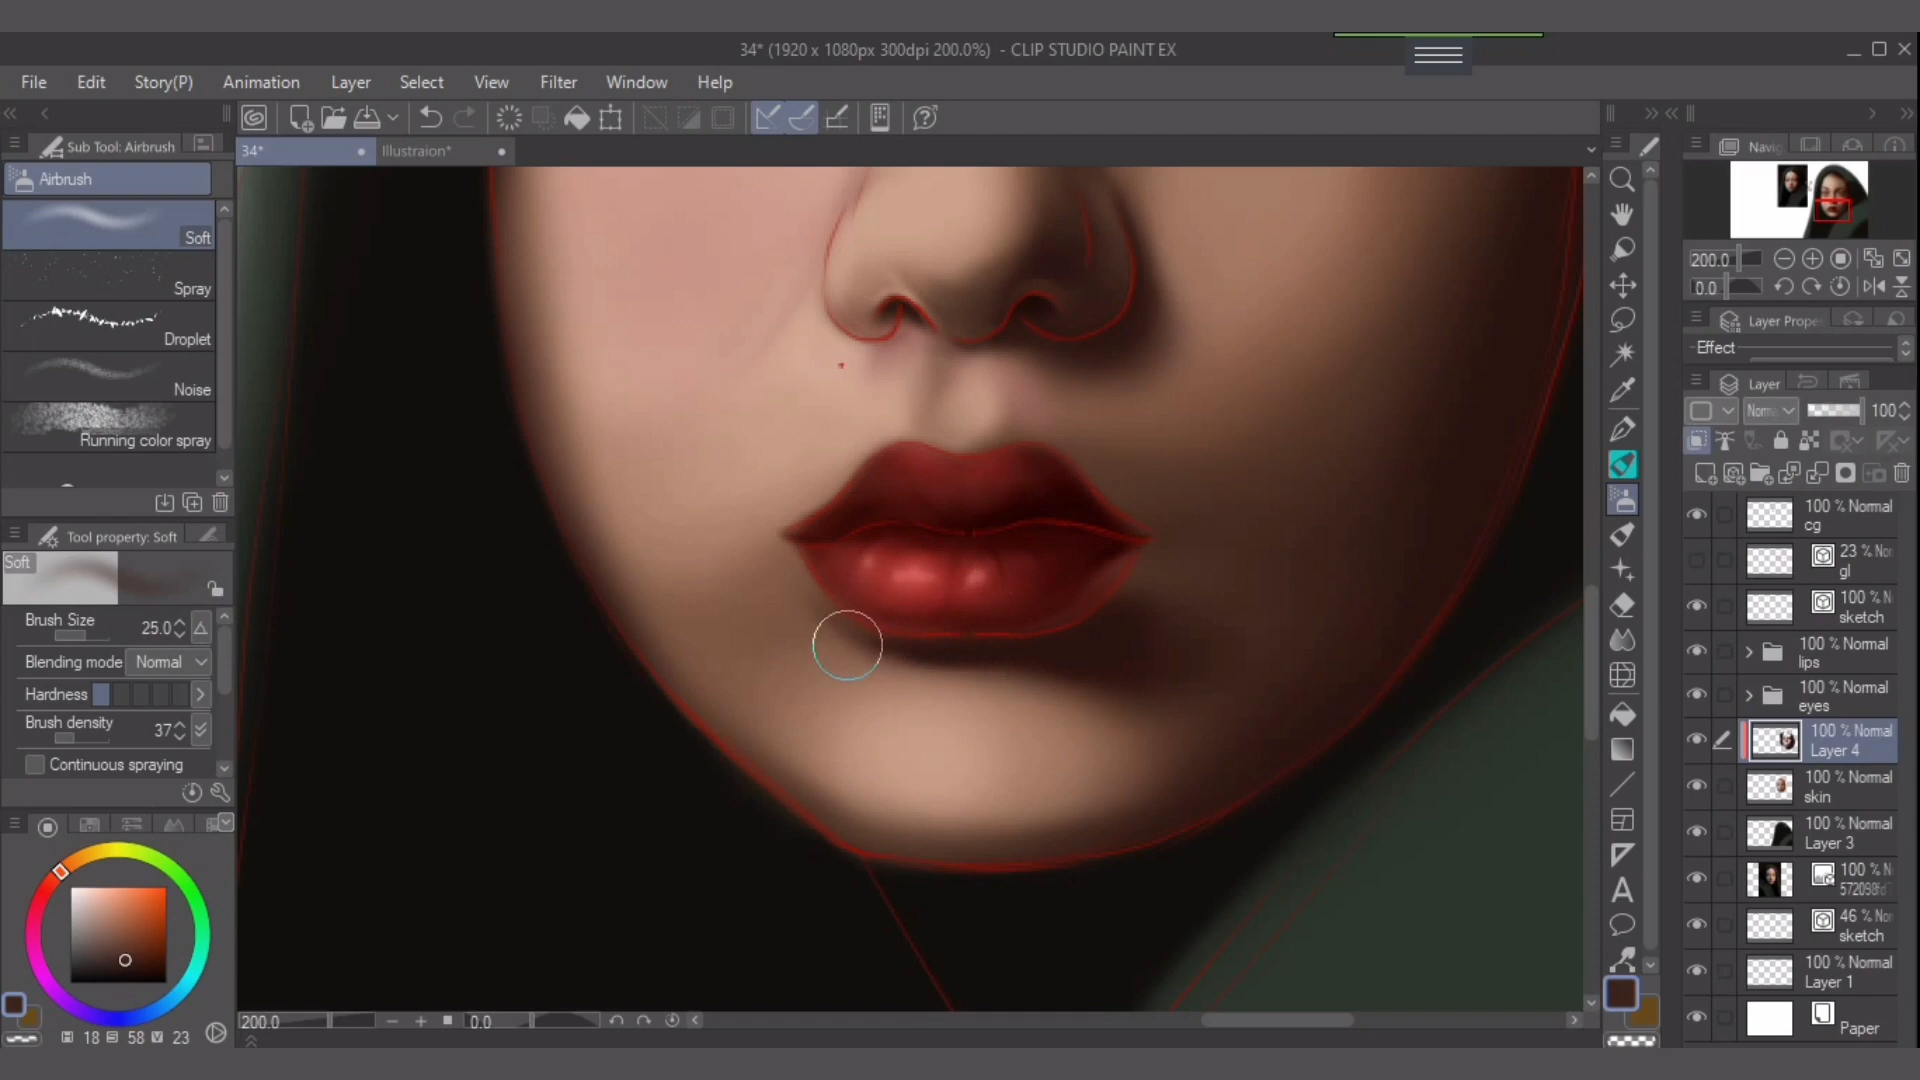 34* (1920 x 1080px 300dpi 200.0%) - CLIP STUDIO PAINT EX
File Edit Story(P) Animation Layer Select View Filter Window Help
Sub Tool: Airbrush
34* Illustraion*
Airbrush
Soft
Spray
Droplet
Noise
Running color spray
Tool property: Soft
Soft
Brush Size 25.0
Blending mode Normal
Hardness
Brush density 37
Continuous spraying
H 18 S 58 V 23
200.0 0.0
Navig
200.0
0.0
Layer Prope
Effect
Layer
Norm 100
100 % Normal
cg
23 % Nor
gl
100 % N
sketch
100 % Normal
lips
100 % Normal
eyes
100 % Normal
Layer 4
100 % Normal
skin
100 % Normal
Layer 3
100 % N
572098fd
46 % Nor
sketch
100 % Normal
Layer 1
Paper